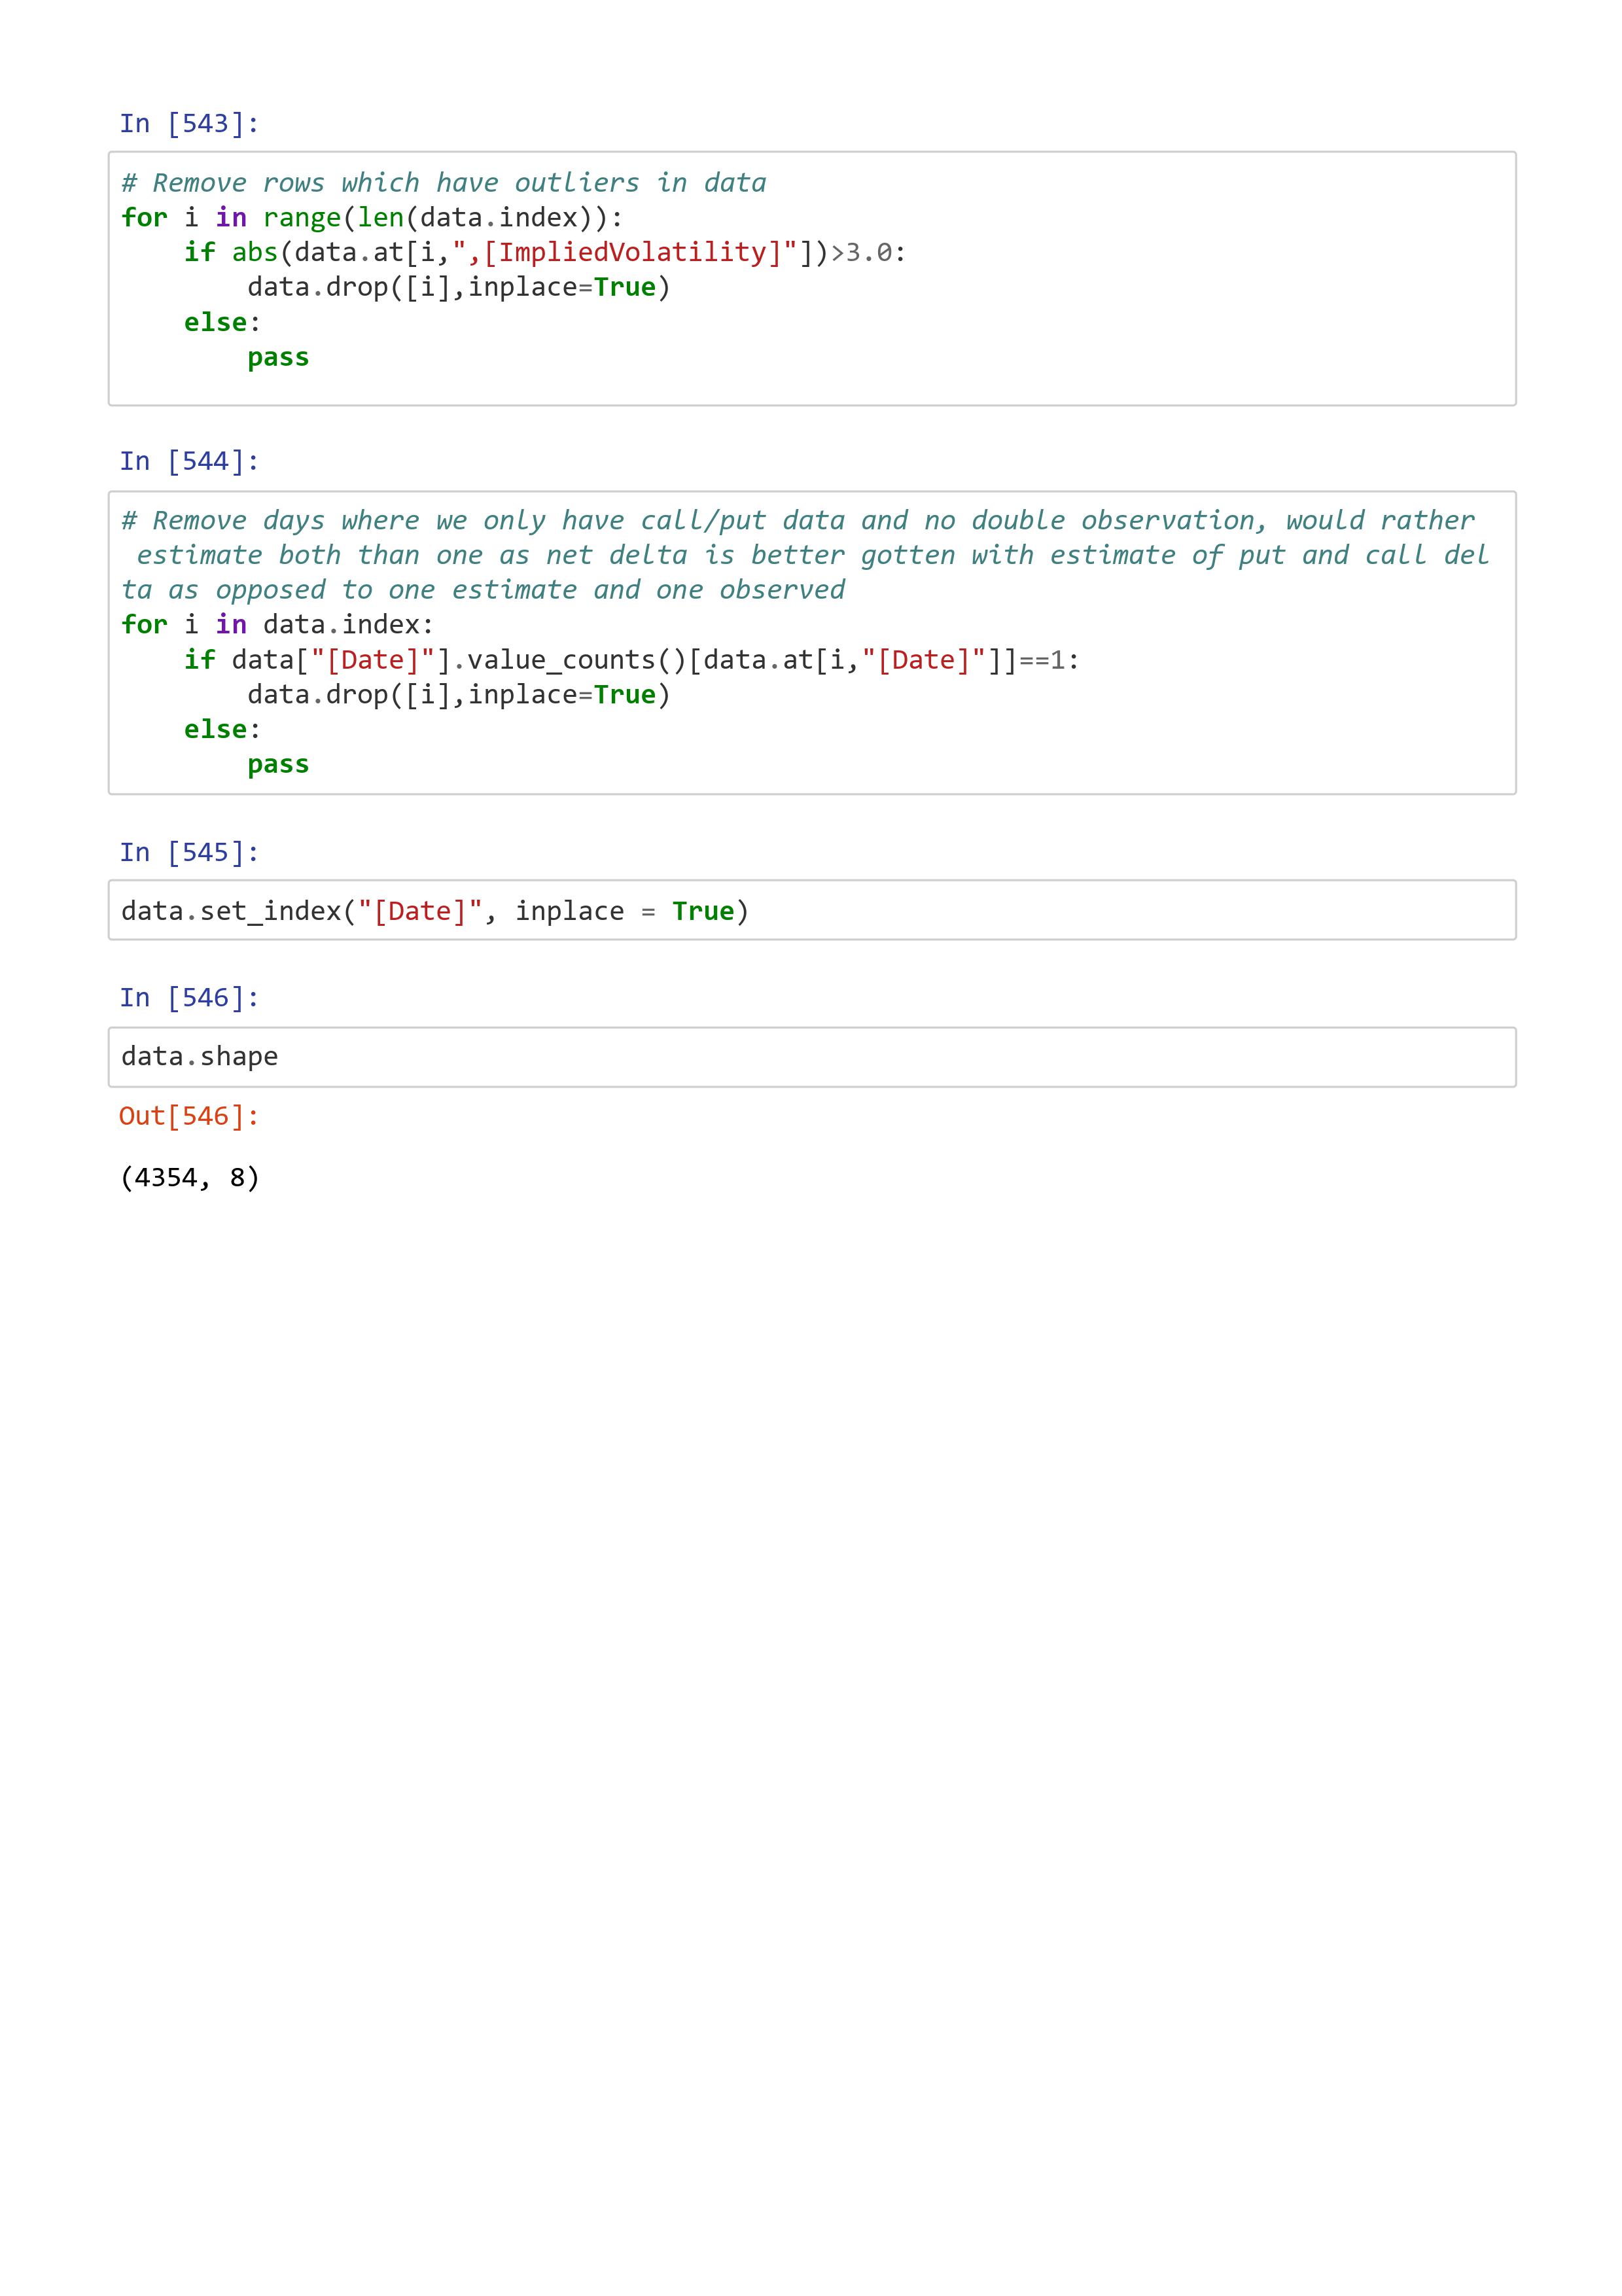 In [543]:
# Remove rows which have outliers in data
for i in range(len(data.index)):
    if abs(data.at[i,",[ImpliedVolatility]"])>3.0:
        data.drop([i],inplace=True)
    else:
        pass
In [544]:
# Remove days where we only have call/put data and no double observation, would rather
 estimate both than one as net delta is better gotten with estimate of put and call del
ta as opposed to one estimate and one observed
for i in data.index:
    if data["[Date]"].value_counts()[data.at[i,"[Date]"]]==1:
        data.drop([i],inplace=True)
    else:
        pass
In [545]:
data.set_index("[Date]", inplace = True)
In [546]:
data.shape
Out[546]:
(4354, 8)